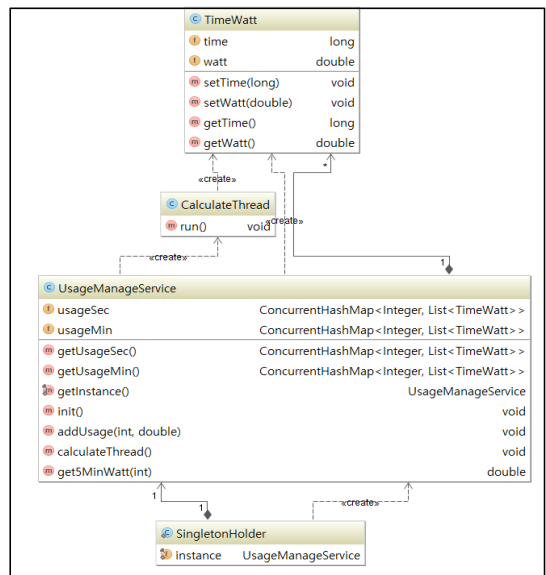 TimeWatt
time long
watt double
setTime(long) void
setWatt(double) void
getTime() long
getWatt() double
*
«create»
CalculateThread
«create»
run() void
«create»
1
UsageManageService
usageSec ConcurrentHashMap<Integer, List<TimeWatt>>
usageMin ConcurrentHashMap<Integer, List<TimeWatt>>
getUsageSec() ConcurrentHashMap<Integer, List<TimeWatt>>
getUsageMin() ConcurrentHashMap<Integer, List<TimeWatt>>
getInstance() UsageManageService
init() void
addUsage(int, double) void
calculateThread() void
get5MinWatt(int) double
1
1
«create»
SingletonHolder
instance UsageManageService